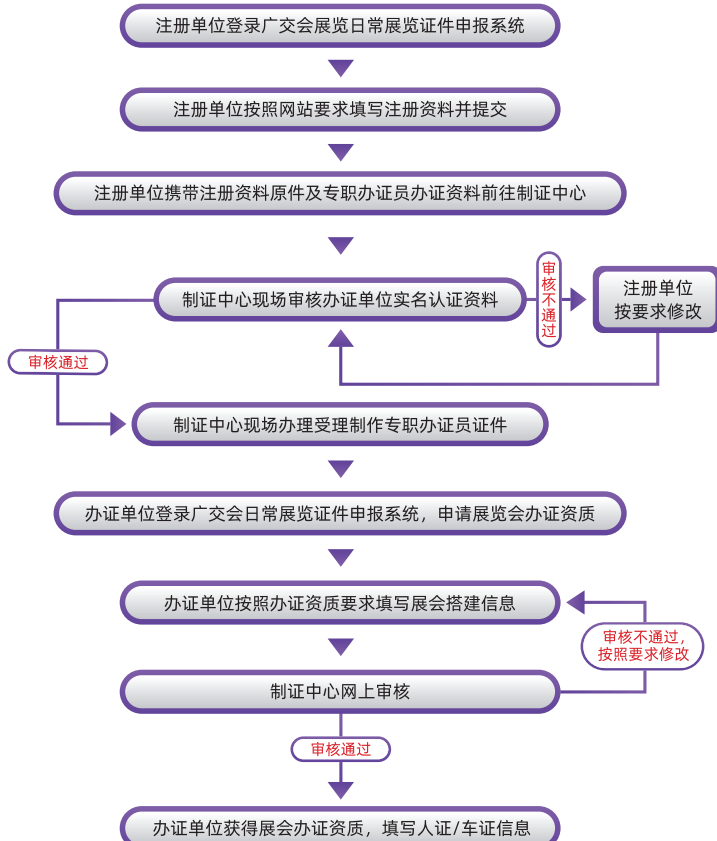 注册单位登录广交会展览日常展览证件申报系统
注册单位按照网站要求填写注册资料并提交
注册单位携带注册资料原件及专职办证员办证资料前往制证中心
制证中心现场审核办证单位实名认证资料
审核不通过
注册单位
按要求修改
审核通过
制证中心现场办理受理制作专职办证员证件
办证单位登录广交会日常展览证件申报系统，申请展览会办证资质
办证单位按照办证资质要求填写展会搭建信息
审核不通过，
按照要求修改
制证中心网上审核
审核通过
办证单位获得展会办证资质，填写人证/车证信息